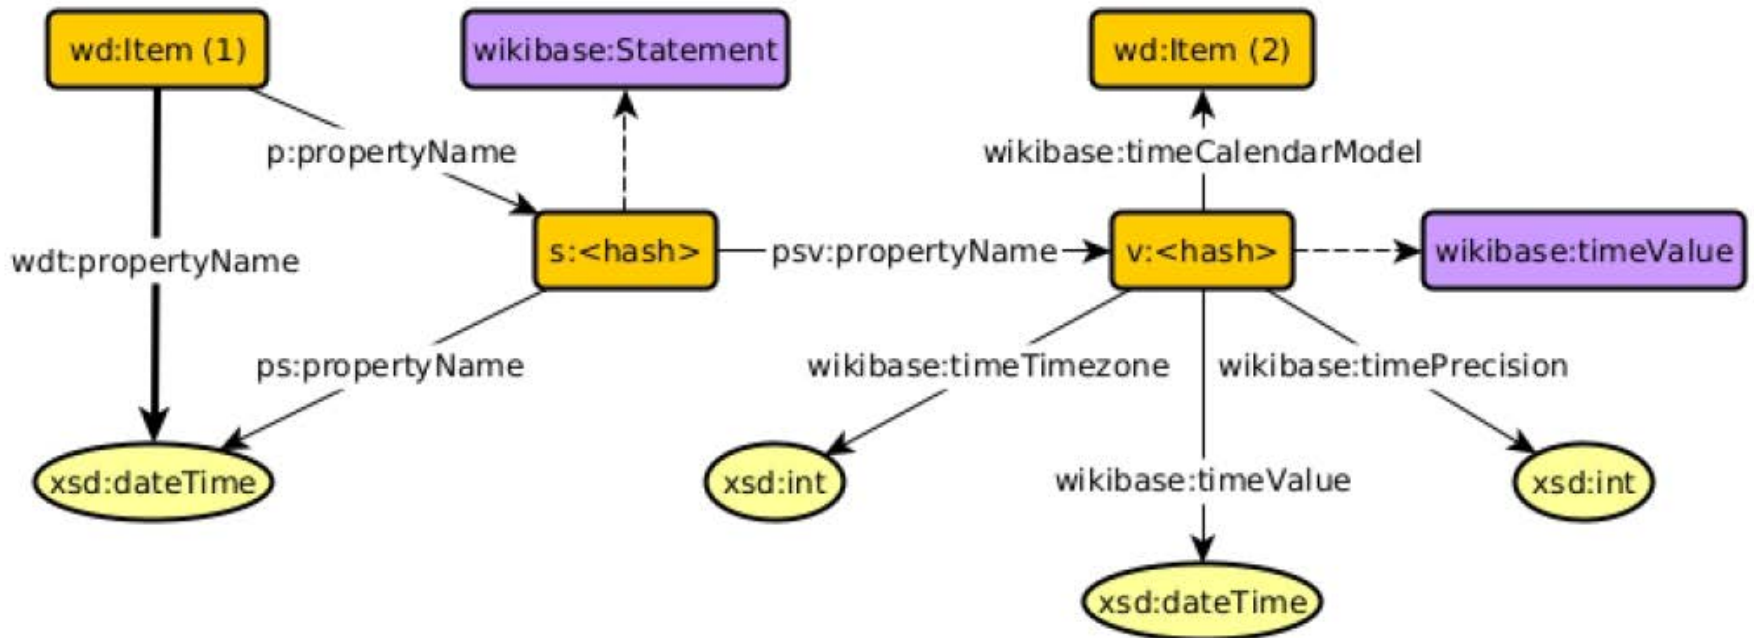 wd:Item (1)
wikibase:Statement
wd:Item (2)
p:propertyName
wikibase:timeCalendarModel
wdt:propertyName
s:<hash>
psv:propertyName
v:<hash>
wikibase:timeValue
ps:propertyName
wikibase:timeTimezone
wikibase:timePrecision
xsd:dateTime
xsd:int
wikibase:timeValue
xsd:int
xsd:dateTime